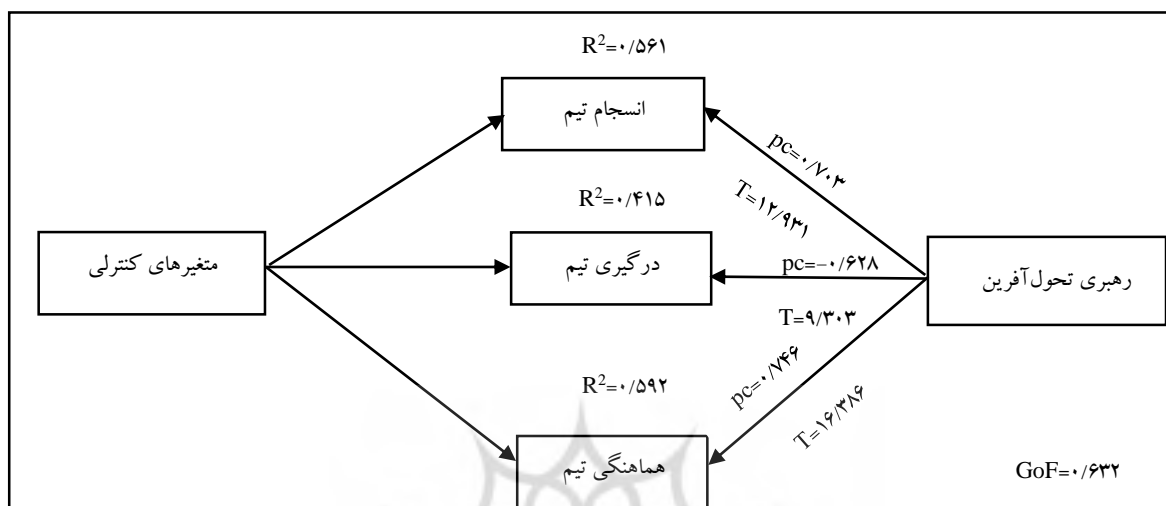 R²=۰/۵۶۱
انسجام تیم
pc=۰/۷۰۳
T=۱۲/۹۳۱
R²=۰/۴۱۵
متغیرهای کنترلی
درگیری تیم
pc=–۰/۶۲۸
رهبری تحول‌آفرین
T=۹/۳۰۳
R²=۰/۵۹۲
pc=۰/۷۴۶
T=۱۶/۳۸۶
هماهنگی تیم
GoF=۰/۶۳۲